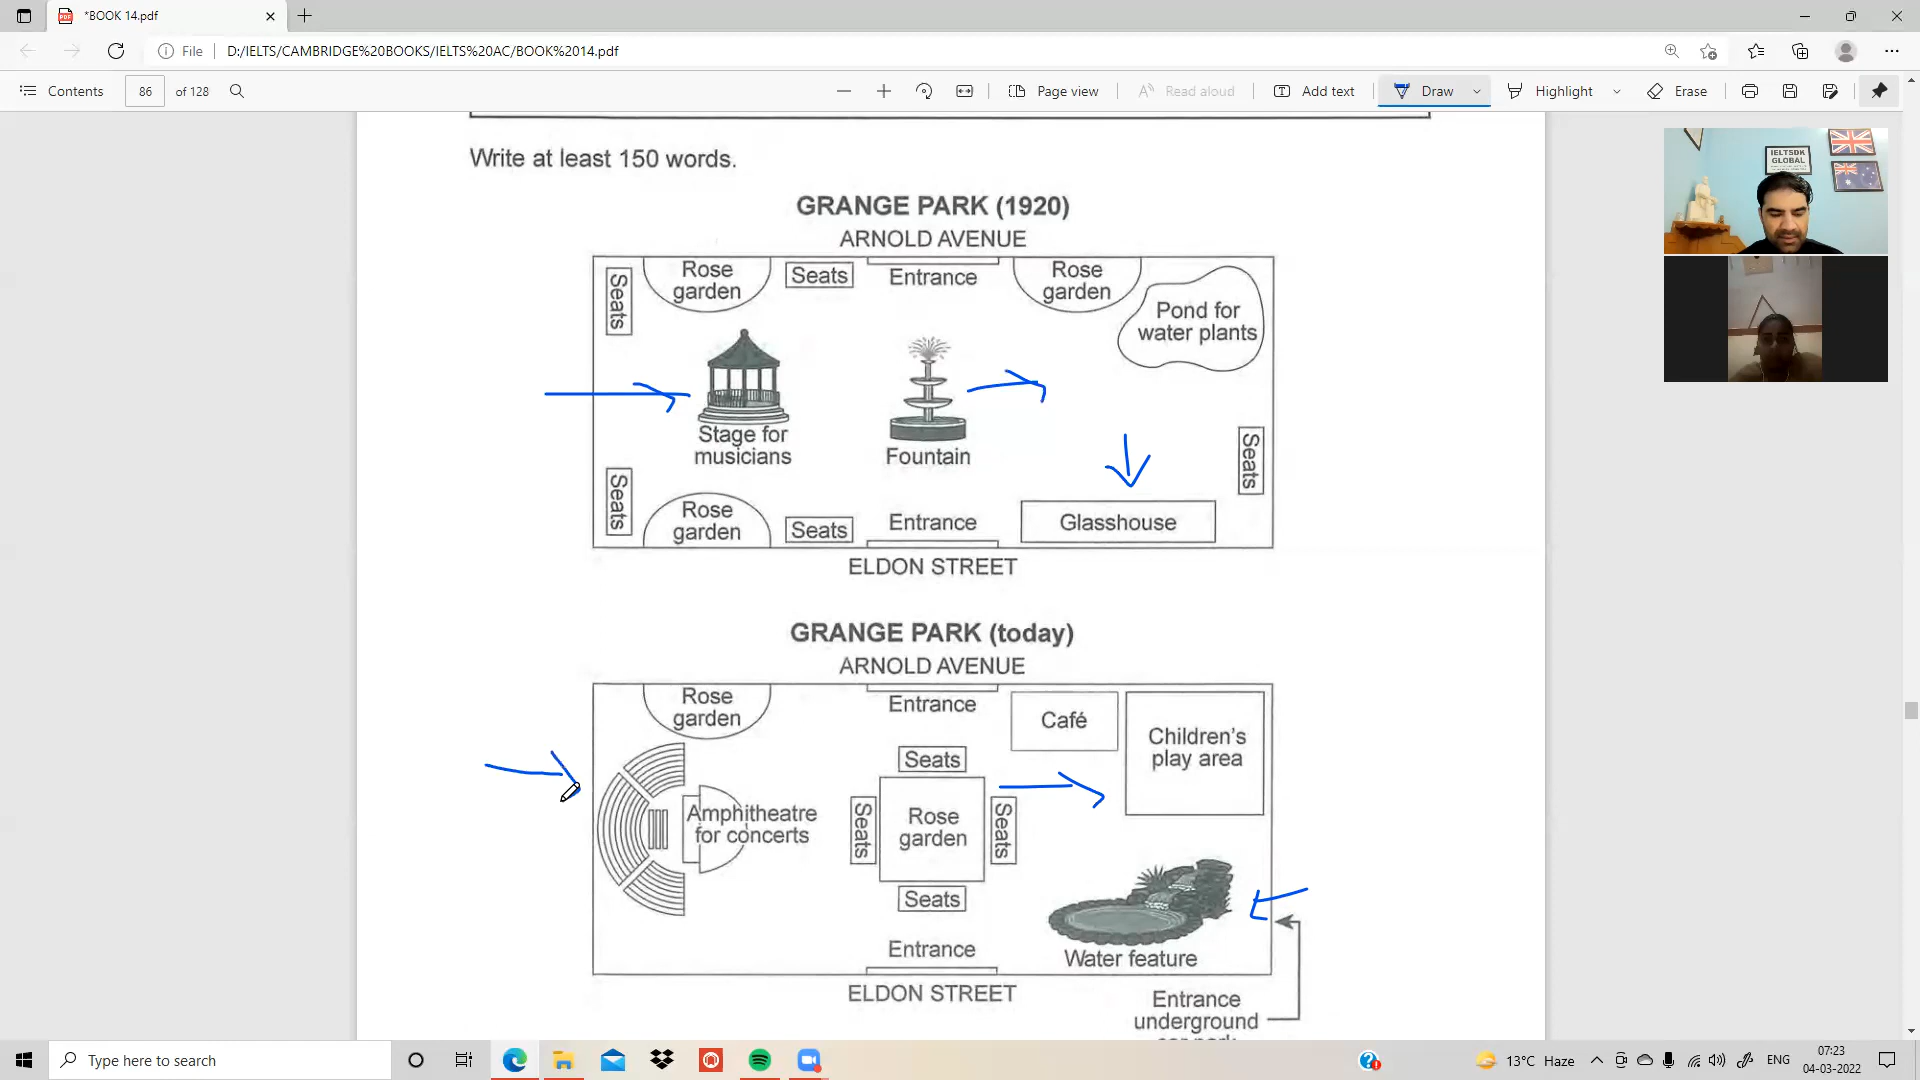 *BOOK 14.pdf
File
D:/IELTS/CAMBRIDGE%20BOOKS/IELTS%20AC/BOOK%2014.pdf
Contents
86
of 128
Page view
Read aloud
Add text
Draw
Highlight
Erase
Write at least 150 words.
GRANGE PARK (1920)
ARNOLD AVENUE
Seats
Rose
garden
Seats
Entrance
Rose
garden
Pond for
water plants
Stage for
musicians
Fountain
Seats
Seats
Rose
garden
Seats
Entrance
Glasshouse
ELDON STREET
GRANGE PARK (today)
ARNOLD AVENUE
Rose
garden
Entrance
Café
Children's
play area
Seats
Amphitheatre
for concerts
Seats
Rose
garden
Seats
Seats
Entrance
Water feature
ELDON STREET
Entrance
underground
IELTSDK
GLOBAL
Type here to search
13°C Haze
ENG
07:23
04-03-2022